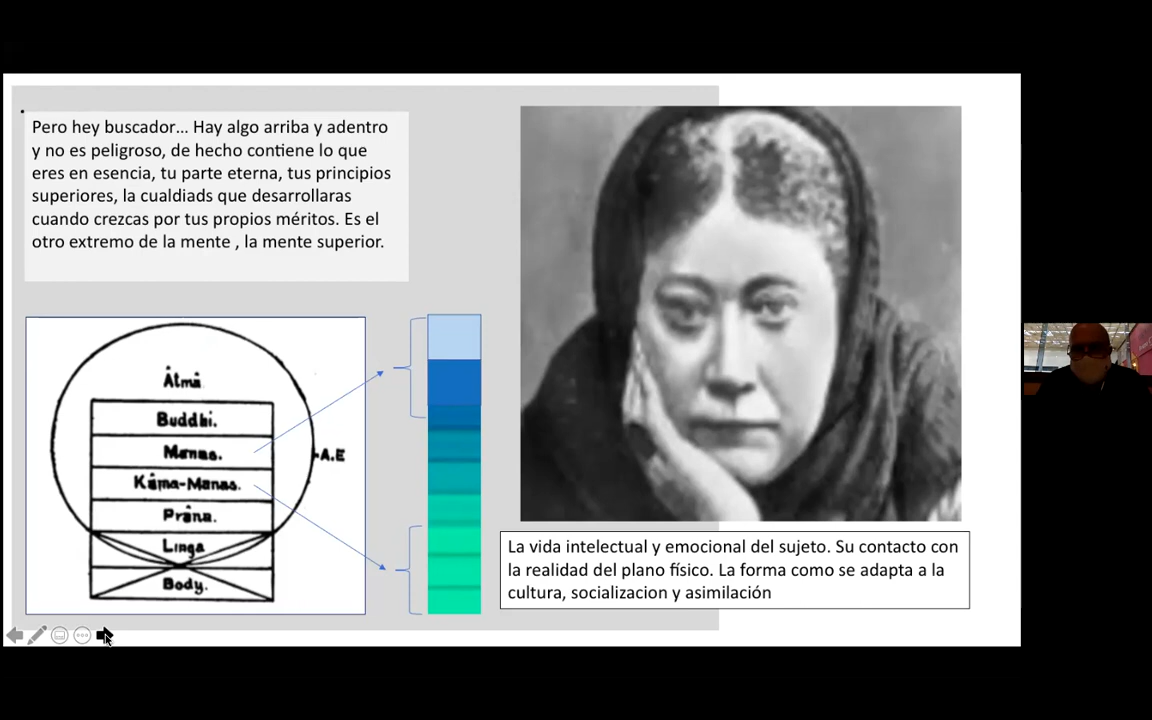 Pero hey buscador... Hay algo arriba y adentro
y no es peligroso, de hecho contiene lo que
eres en esencia, tu parte eterna, tus principios
superiores, la cualdiads que desarrollaras
cuando crezcas por tus propios méritos. Es el
otro extremo de la mente , la mente superior.
Âtmâ
Buddhi.
Manas.
A.E
Kâma-Manas.
Prâna.
Linga
Body.
La vida intelectual y emocional del sujeto. Su contacto con
la realidad del plano físico. La forma como se adapta a la
cultura, socializacion y asimilación